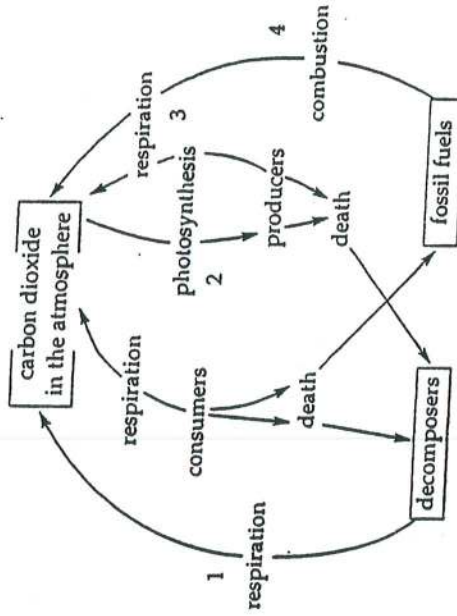 carbon dioxide
in the atmosphere
respiration
3
respiration
photosynthesis
2
4
combustion
consumers
producers
death
death
1
respiration
decomposers
fossil fuels